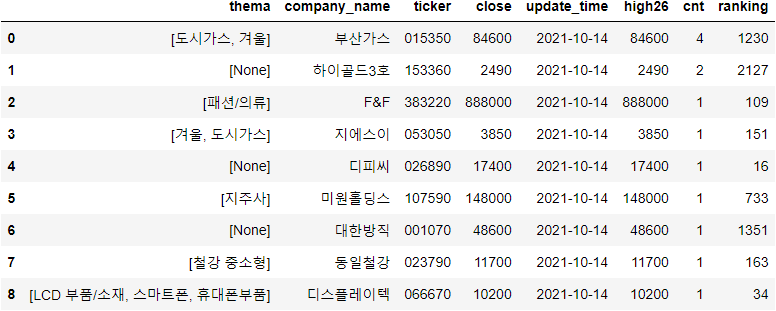 thema company_name ticker close update_time high26 cnt ranking
0 [도시가스, 겨울] 부산가스 015350 84600 2021-10-14 84600 4 1230
1 [None] 하이골드3호 153360 2490 2021-10-14 2490 2 2127
2 [패션/의류] F&F 383220 888000 2021-10-14 888000 1 109
3 [겨울, 도시가스] 지에스이 053050 3850 2021-10-14 3850 1 151
4 [None] 디피씨 026890 17400 2021-10-14 17400 1 16
5 [지주사] 미원홀딩스 107590 148000 2021-10-14 148000 1 733
6 [None] 대한방직 001070 48600 2021-10-14 48600 1 1351
7 [철강 중소형] 동일철강 023790 11700 2021-10-14 11700 1 163
8 [LCD 부품/소재, 스마트폰, 휴대폰부품] 디스플레이텍 066670 10200 2021-10-14 10200 1 34